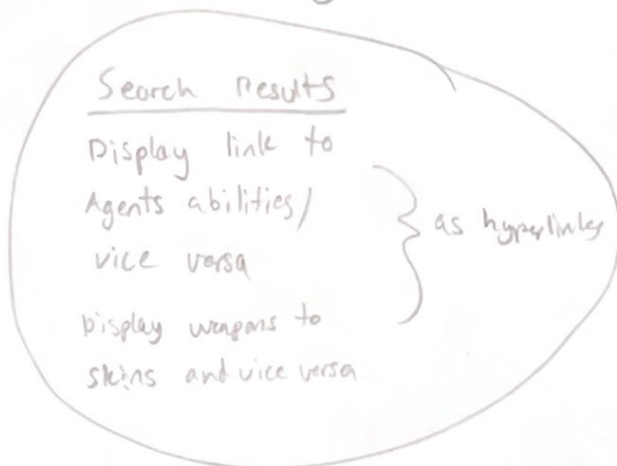 Search Results
Display link to
Agents abilities/
vice versa
as hyperlinks
Display weapons to
skins and vice versa